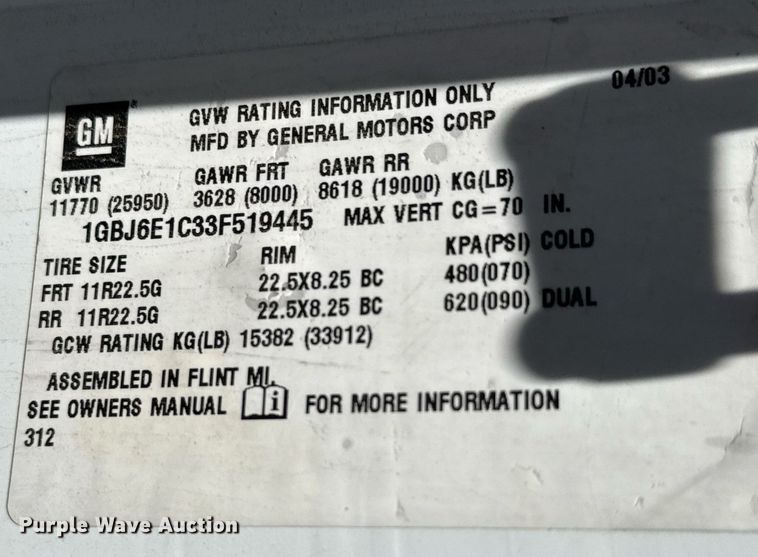 04/03
GM ®
GVW RATING INFORMATION ONLY
MFD BY GENERAL MOTORS CORP
GVWR GAWR FRT GAWR RR
11770 (25950) 3628 (8000) 8618 (19000) KG(LB)
1GBJ6E1C33F519445 MAX VERT CG=70 IN.
TIRE SIZE RIM KPA(PSI) COLD
FRT 11R22.5G 22.5X8.25 BC 480(070)
RR 11R22.5G 22.5X8.25 BC 620(090) DUAL
GCW RATING KG(LB) 15382 (33912)
ASSEMBLED IN FLINT MI.
SEE OWNERS MANUAL i FOR MORE INFORMATION
312
Purple Wave Auction